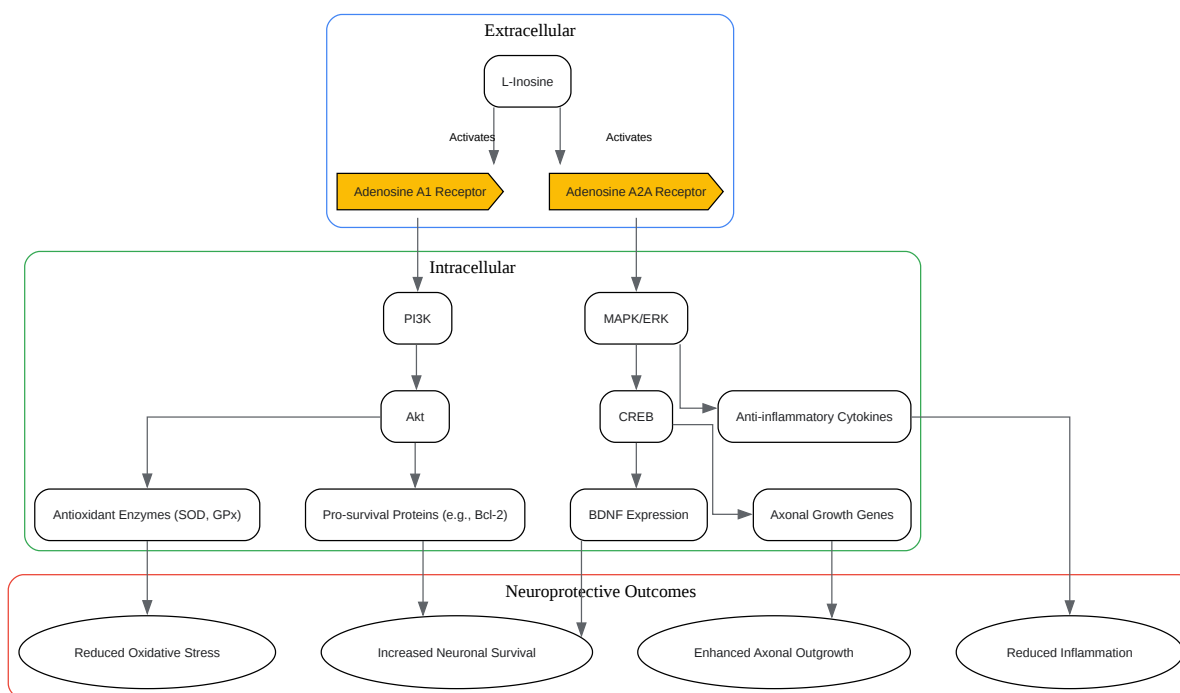 Extracellular
L-Inosine
Activates
Activates
Adenosine A1 Receptor
Adenosine A2A Receptor
Intracellular
PI3K
MAPK/ERK
Akt
CREB
Anti-inflammatory Cytokines
Antioxidant Enzymes (SOD, GPx)
Pro-survival Proteins (e.g., Bcl-2)
BDNF Expression
Axonal Growth Genes
Neuroprotective Outcomes
Reduced Oxidative Stress
Increased Neuronal Survival
Enhanced Axonal Outgrowth
Reduced Inflammation